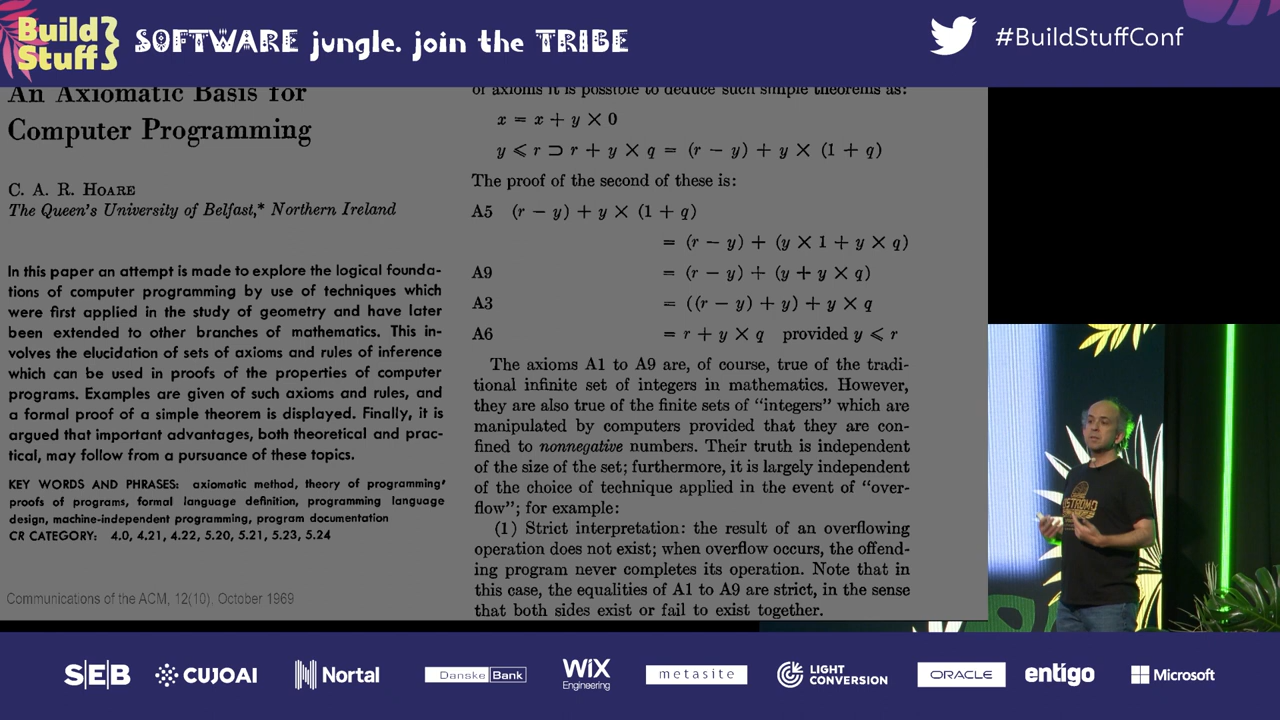 Build
Stuff
SOFTWARE jungle. join the TRIBE
#BuildStuffConf
An Axiomatic Basis for
Computer Programming
C. A. R. HOARE
The Queen's University of Belfast,* Northern Ireland
In this paper an attempt is made to explore the logical founda-
tions of computer programming by use of techniques which
were first applied in the study of geometry and have later
been extended to other branches of mathematics. This in-
volves the elucidation of sets of axioms and rules of inference
which can be used in proofs of the properties of computer
programs. Examples are given of such axioms and rules, and
a formal proof of a simple theorem is displayed. Finally, it is
argued that important advantages, both theoretical and prac-
tical, may follow from a pursuance of these topics.
KEY WORDS AND PHRASES: axiomatic method, theory of programming'
proofs of programs, formal language definition, programming language
design, machine-independent programming, program documentation
CR CATEGORY: 4.0, 4.21, 4.22, 5.20, 5.21, 5.23, 5.24
Communications of the ACM, 12(10), October 1969
of axioms it is possible to deduce such simple theorems as:
x = x + y × 0
y ⩽ r ⊃ r + y × q = (r − y) + y × (1 + q)
The proof of the second of these is:
A5 (r − y) + y × (1 + q)
= (r − y) + (y × 1 + y × q)
A9 = (r − y) + (y + y × q)
A3 = ((r − y) + y) + y × q
A6 = r + y × q provided y ⩽ r
The axioms A1 to A9 are, of course, true of the tradi-
tional infinite set of integers in mathematics. However,
they are also true of the finite sets of "integers" which are
manipulated by computers provided that they are con-
fined to nonnegative numbers. Their truth is independent
of the size of the set; furthermore, it is largely independent
of the choice of technique applied in the event of "over-
flow"; for example:
(1) Strict interpretation: the result of an overflowing
operation does not exist; when overflow occurs, the offend-
ing program never completes its operation. Note that in
this case, the equalities of A1 to A9 are strict, in the sense
that both sides exist or fail to exist together.
SEB
CUJOAI
Nortal
Danske Bank
WiX
Engineering
metasite
LIGHT
CONVERSION
ORACLE
entigo
Microsoft